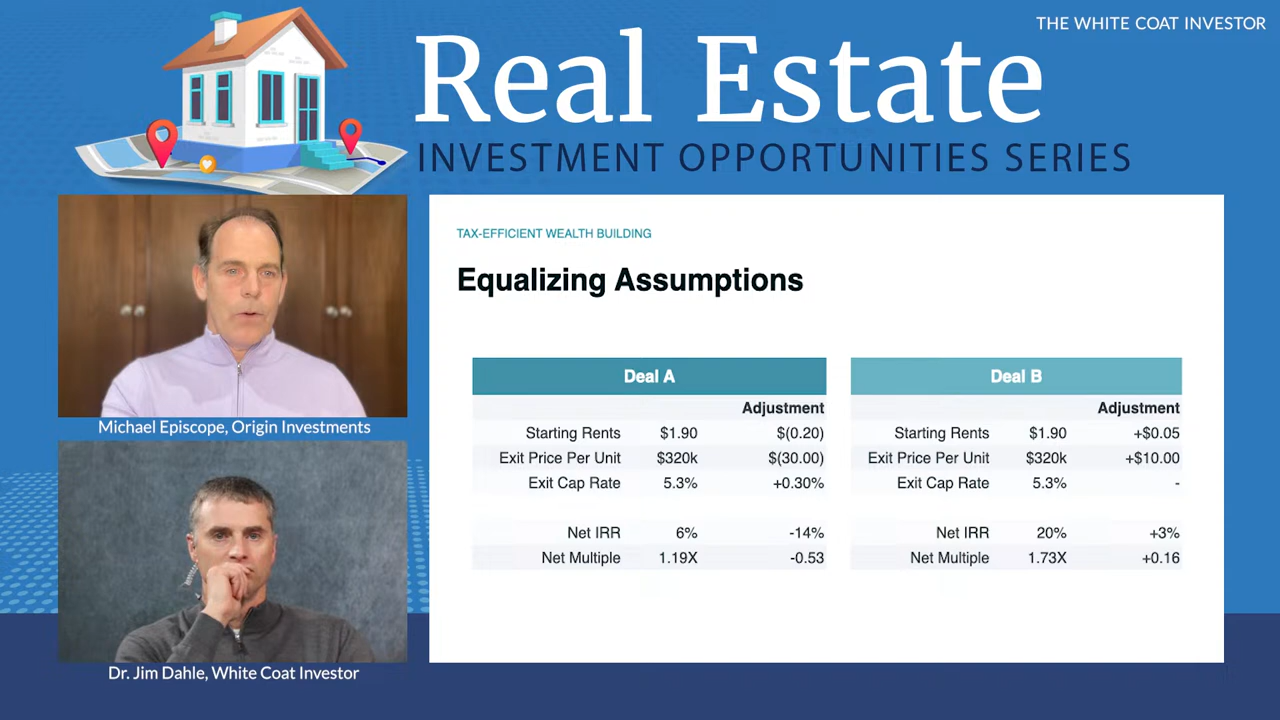 THE WHITE COAT INVESTOR
Real Estate
INVESTMENT OPPORTUNITIES SERIES
Michael Episcope, Origin Investments
Dr. Jim Dahle, White Coat Investor
TAX-EFFICIENT WEALTH BUILDING
Equalizing Assumptions
Deal A
Adjustment
Starting Rents $1.90 $(0.20)
Exit Price Per Unit $320k $(30.00)
Exit Cap Rate 5.3% +0.30%
Net IRR 6% -14%
Net Multiple 1.19X -0.53
Deal B
Adjustment
Starting Rents $1.90 +$0.05
Exit Price Per Unit $320k +$10.00
Exit Cap Rate 5.3% -
Net IRR 20% +3%
Net Multiple 1.73X +0.16